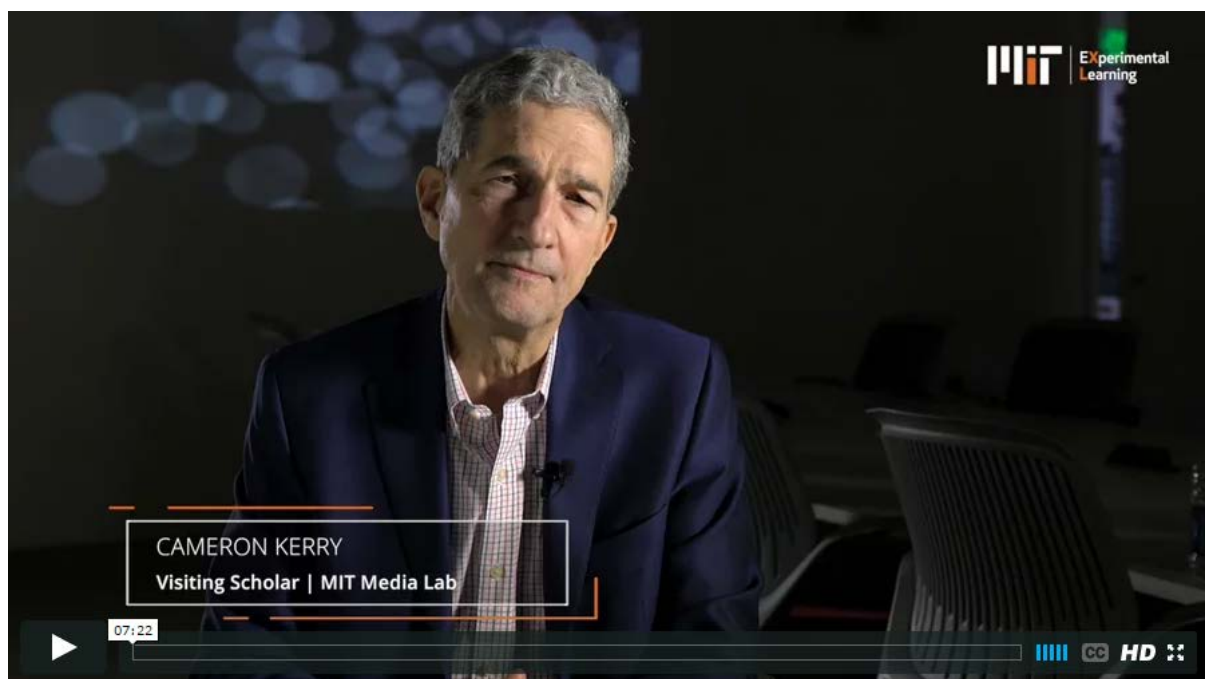 MIT EXperimental
Learning
CAMERON KERRY
Visiting Scholar | MIT Media Lab
07:22
CC HD